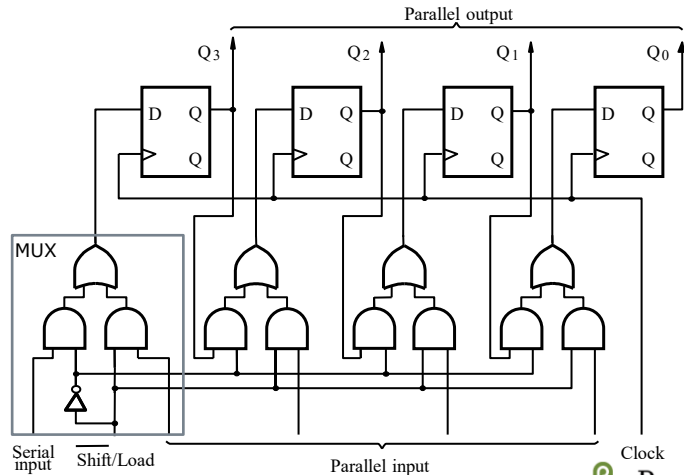 Parallel output
Q3 Q2 Q1 Q0
D Q D Q D Q D Q
Q Q Q Q
MUX
Serial input
Shift/Load
Parallel input
Clock